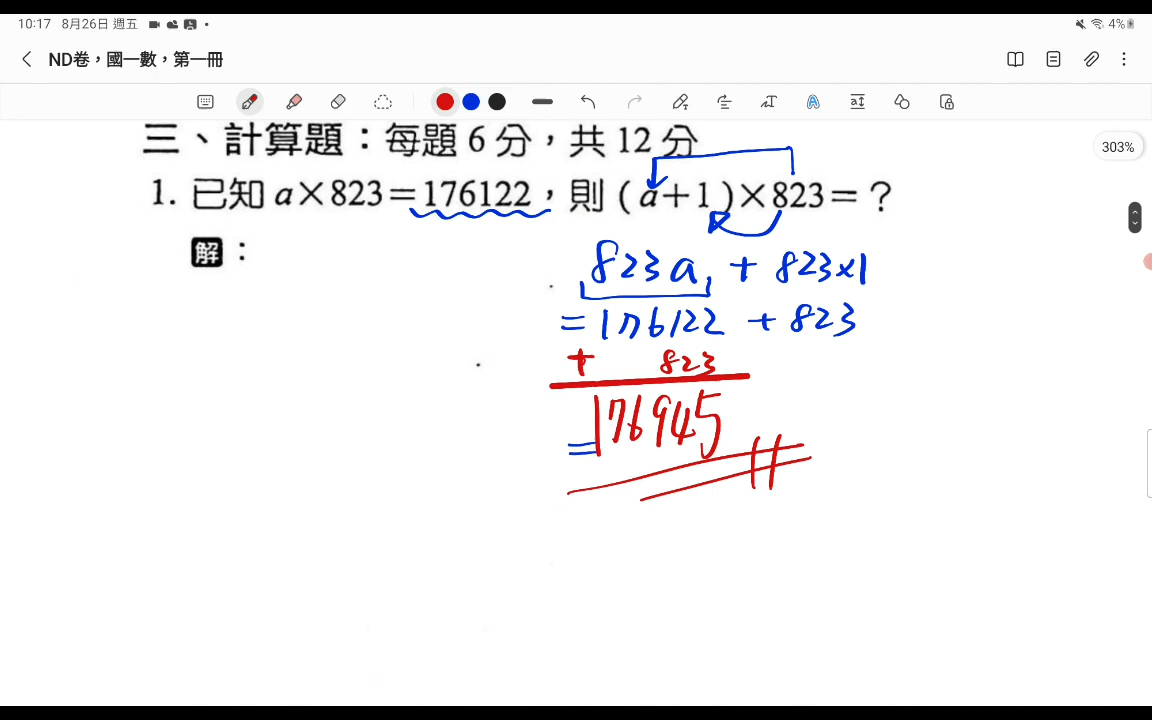 10:17 8月26日 週五 4%
ND卷，國一數，第一冊
303%
三、計算題：每題 6 分，共 12 分
1. 已知 a×823＝176122，則 ( a＋1 )×823＝？
解：
823a + 823×1
=176122 + 823
+ 823
=176945